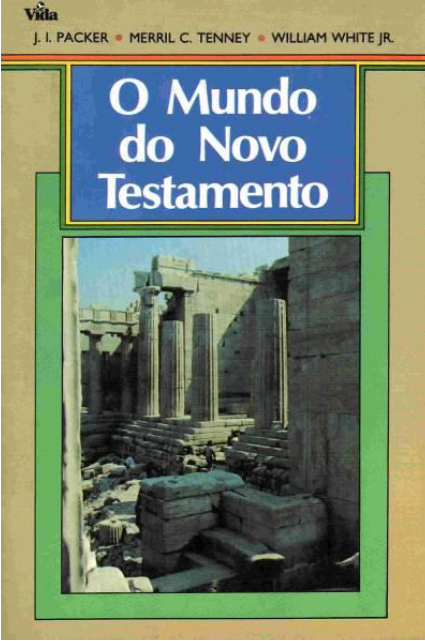 Vida
J. I. PACKER • MERRIL C. TENNEY • WILLIAM WHITE JR.
O Mundo
do Novo
Testamento